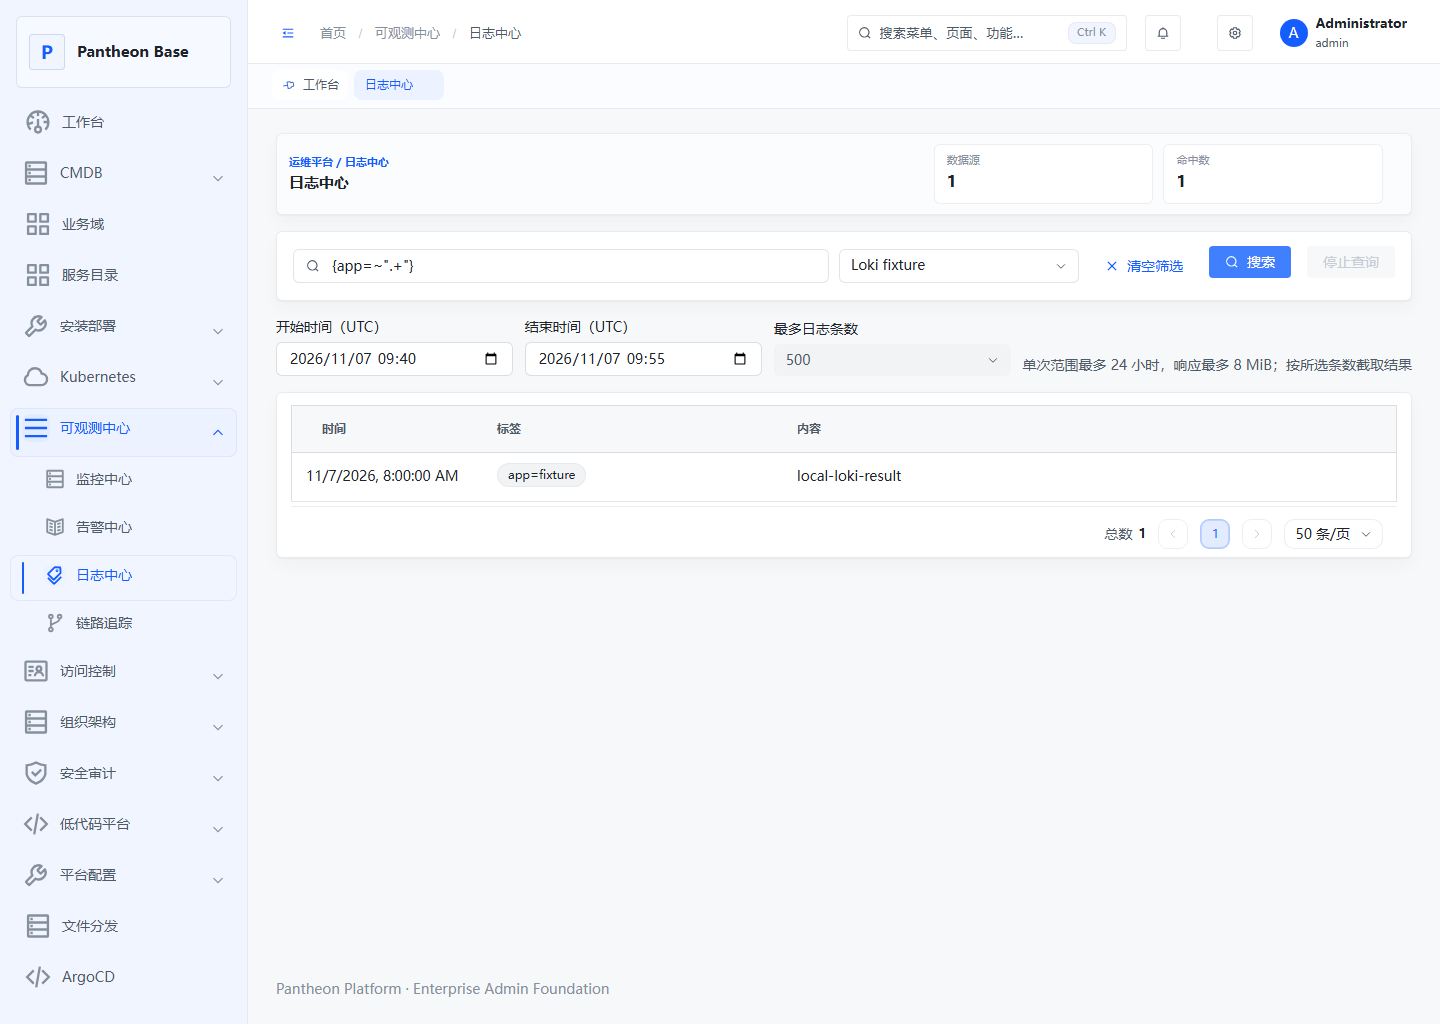 P
Pantheon Base
工作台
CMDB
业务域
服务目录
安装部署
Kubernetes
可观测中心
监控中心
告警中心
日志中心
链路追踪
访问控制
组织架构
安全审计
低代码平台
平台配置
文件分发
ArgoCD
首页 / 可观测中心 / 日志中心
搜索菜单、页面、功能... Ctrl K
A
Administrator
admin
工作台
日志中心
运维平台 / 日志中心
日志中心
数据源
1
命中数
1
{app=~".+"}
Loki fixture
清空筛选
搜索
停止查询
开始时间（UTC）
2026/11/07 09:40
结束时间（UTC）
2026/11/07 09:55
最多日志条数
500
单次范围最多 24 小时，响应最多 8 MiB；按所选条数截取结果
时间 标签 内容
11/7/2026, 8:00:00 AM app=fixture local-loki-result
总数 1 1 50 条/页
Pantheon Platform · Enterprise Admin Foundation